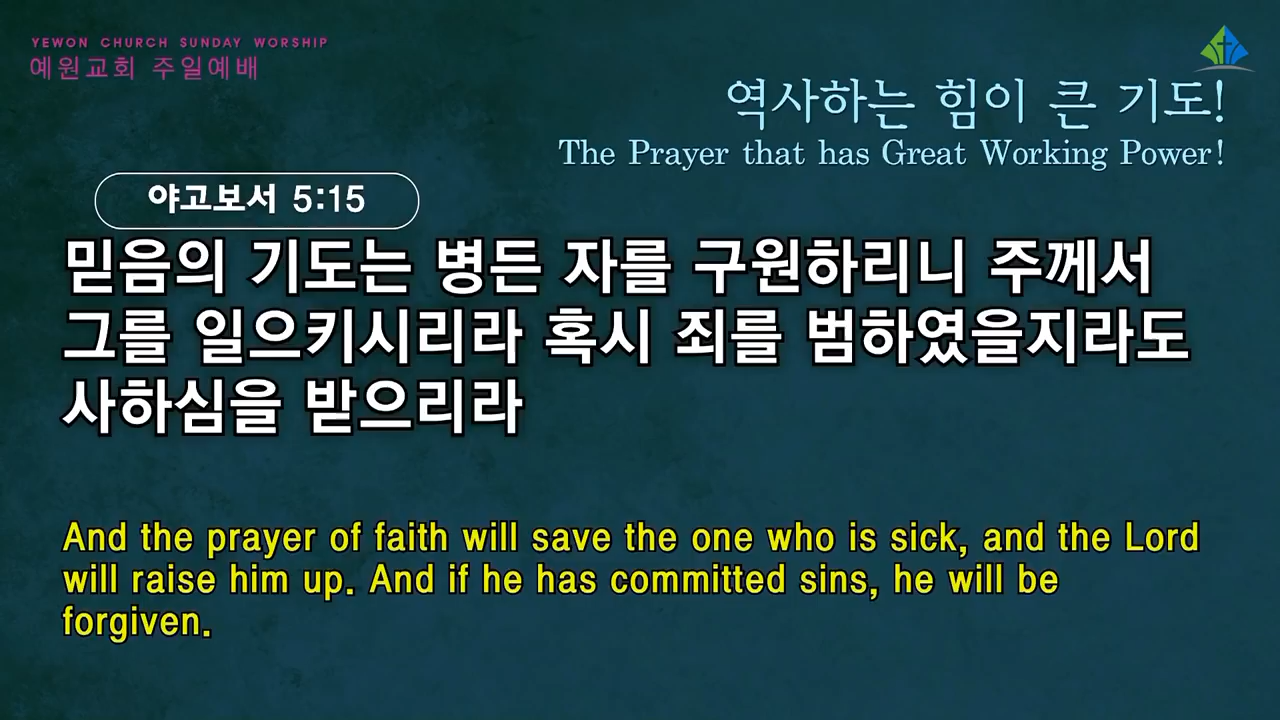 YEWON CHURCH SUNDAY WORSHIP
예원교회 주일예배
역사하는 힘이 큰 기도!
The Prayer that has Great Working Power!
야고보서 5:15
믿음의 기도는 병든 자를 구원하리니 주께서
그를 일으키시리라 혹시 죄를 범하였을지라도
사하심을 받으리라
And the prayer of faith will save the one who is sick, and the Lord
will raise him up. And if he has committed sins, he will be
forgiven.